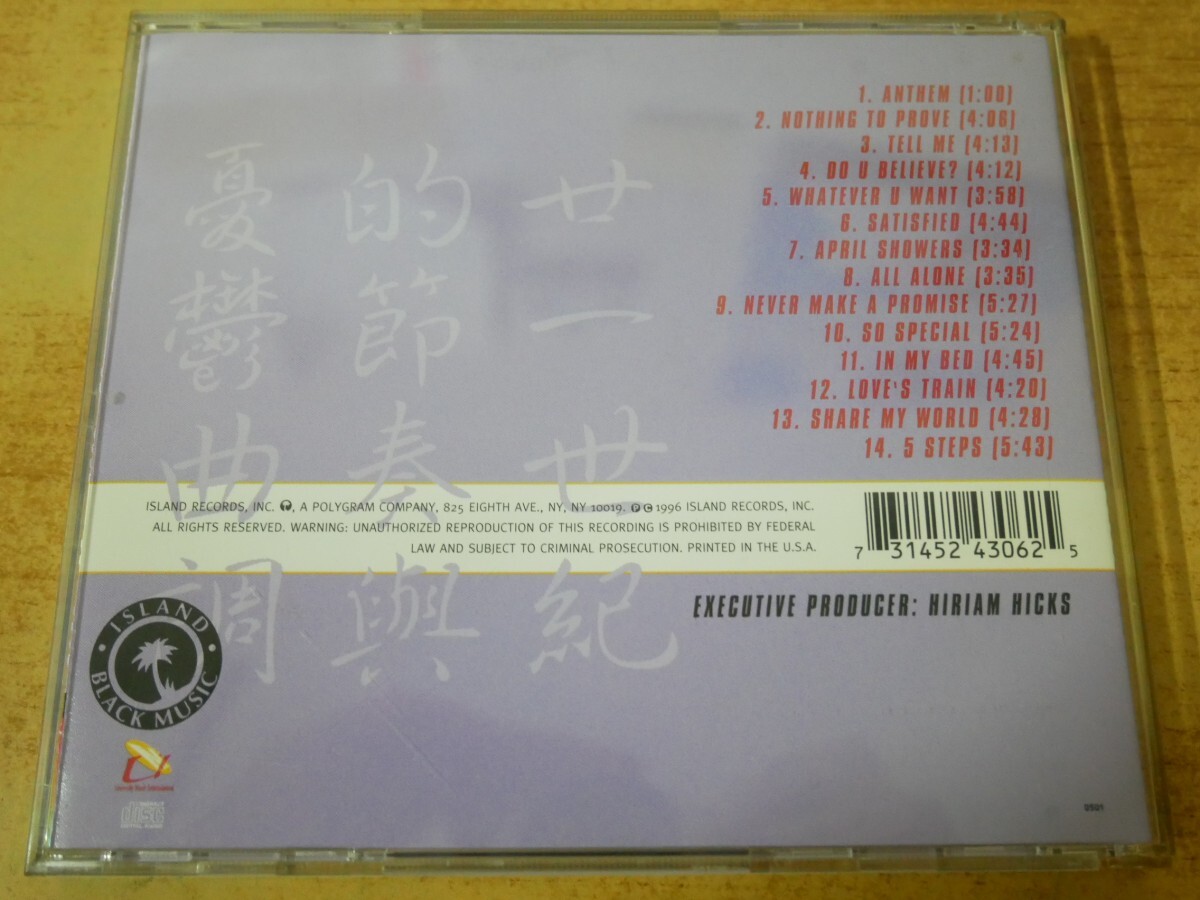 1. ANTHEM (1:00)
2. NOTHING TO PROVE (4:06)
3. TELL ME (4:13)
4. DO U BELIEVE? (4:12)
5. WHATEVER U WANT (3:58)
6. SATISFIED (4:44)
7. APRIL SHOWERS (3:34)
8. ALL ALONE (3:35)
9. NEVER MAKE A PROMISE (5:27)
10. SO SPECIAL (5:24)
11. IN MY BED (4:45)
12. LOVE'S TRAIN (4:20)
13. SHARE MY WORLD (4:28)
14. 5 STEPS (5:43)
廿一世紀
的節奏與
憂鬱曲調
ISLAND RECORDS, INC. , A POLYGRAM COMPANY, 825 EIGHTH AVE., NY, NY 10019. ℗©1996 ISLAND RECORDS, INC.
ALL RIGHTS RESERVED. WARNING: UNAUTHORIZED REPRODUCTION OF THIS RECORDING IS PROHIBITED BY FEDERAL
LAW AND SUBJECT TO CRIMINAL PROSECUTION. PRINTED IN THE U.S.A.
7 31452 43062 5
EXECUTIVE PRODUCER: HIRIAM HICKS
ISLAND
BLACK MUSIC
DISC
0501